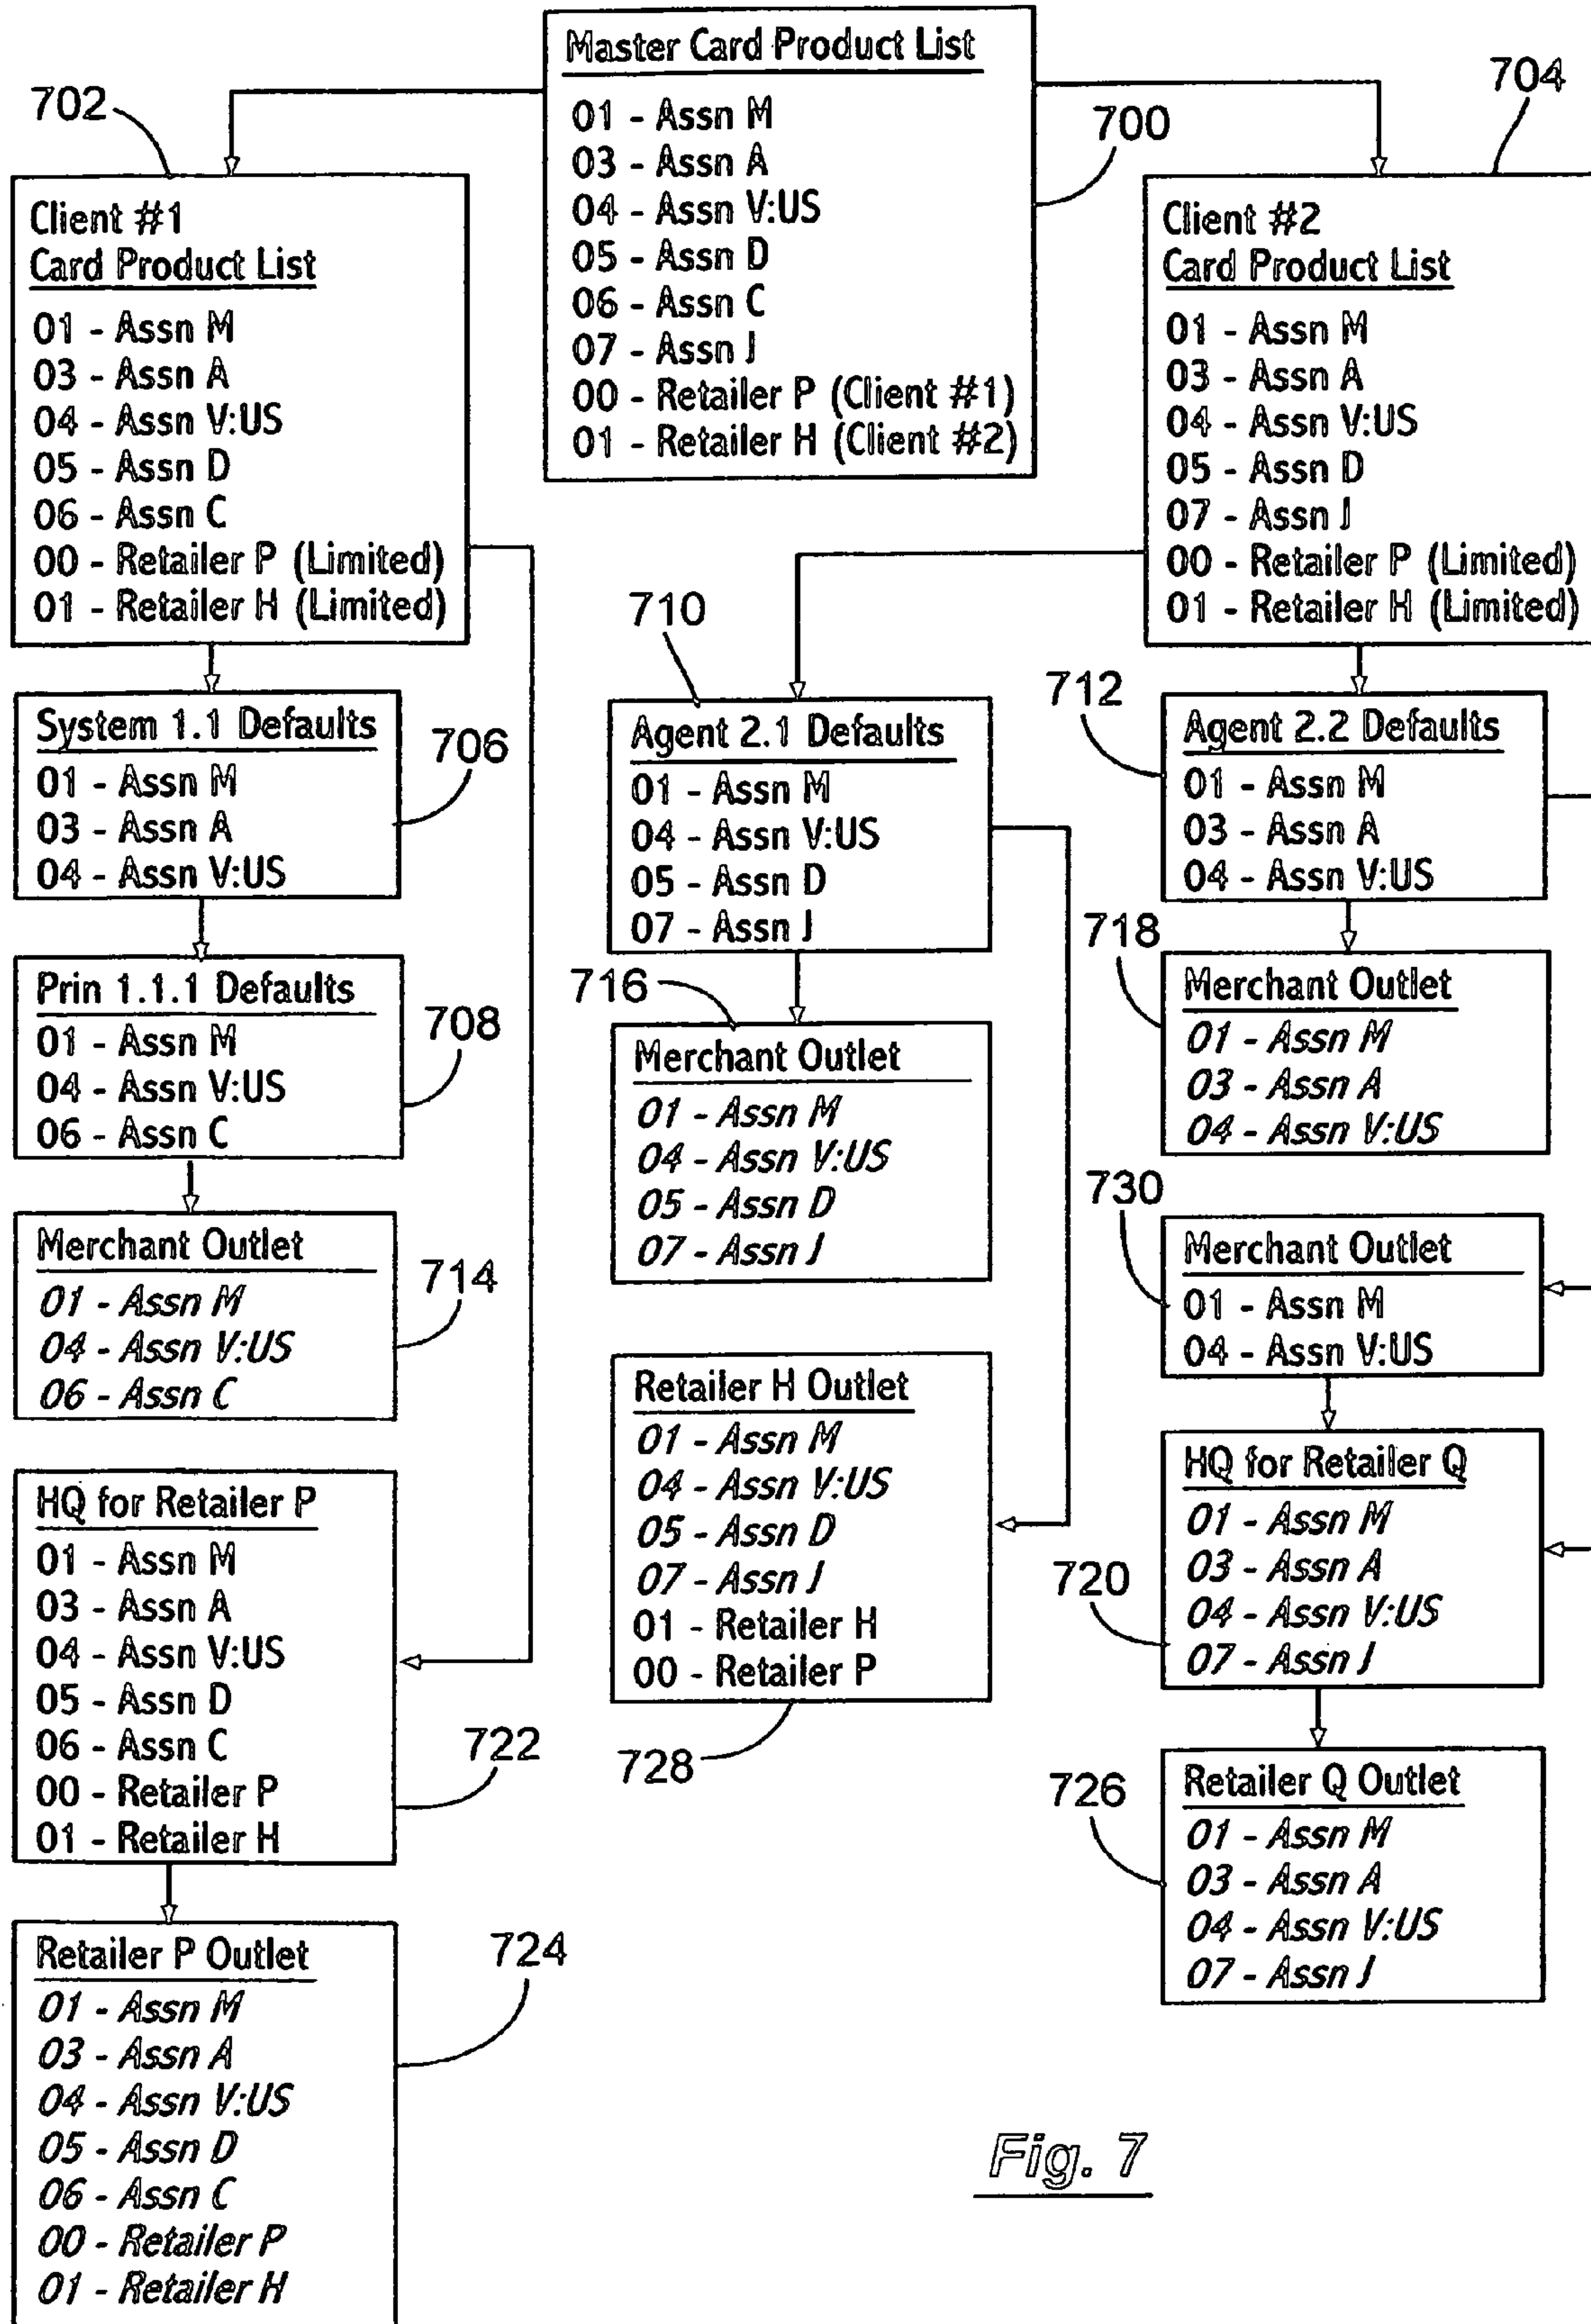 Master Card Product List
01 - Assn M
03 - Assn A
04 - Assn V:US
05 - Assn D
06 - Assn C
07 - Assn J
00 - Retailer P (Client #1)
01 - Retailer H (Client #2)
700
702
Client #1
Card Product List
01 - Assn M
03 - Assn A
04 - Assn V:US
05 - Assn D
06 - Assn C
00 - Retailer P (Limited)
01 - Retailer H (Limited)
704
Client #2
Card Product List
01 - Assn M
03 - Assn A
04 - Assn V:US
05 - Assn D
07 - Assn J
00 - Retailer P (Limited)
01 - Retailer H (Limited)
System 1.1 Defaults
01 - Assn M
03 - Assn A
04 - Assn V:US
706
Prin 1.1.1 Defaults
01 - Assn M
04 - Assn V:US
06 - Assn C
708
Merchant Outlet
01 - Assn M
04 - Assn V:US
06 - Assn C
714
HQ for Retailer P
01 - Assn M
03 - Assn A
04 - Assn V:US
05 - Assn D
06 - Assn C
00 - Retailer P
01 - Retailer H
722
Retailer P Outlet
01 - Assn M
03 - Assn A
04 - Assn V:US
05 - Assn D
06 - Assn C
00 - Retailer P
01 - Retailer H
724
710
Agent 2.1 Defaults
01 - Assn M
04 - Assn V:US
05 - Assn D
07 - Assn J
716
Merchant Outlet
01 - Assn M
04 - Assn V:US
05 - Assn D
07 - Assn J
Retailer H Outlet
01 - Assn M
04 - Assn V:US
05 - Assn D
07 - Assn J
01 - Retailer H
00 - Retailer P
728
712
Agent 2.2 Defaults
01 - Assn M
03 - Assn A
04 - Assn V:US
718
Merchant Outlet
01 - Assn M
03 - Assn A
04 - Assn V:US
730
Merchant Outlet
01 - Assn M
04 - Assn V:US
HQ for Retailer Q
01 - Assn M
03 - Assn A
04 - Assn V:US
07 - Assn J
720
726
Retailer Q Outlet
01 - Assn M
03 - Assn A
04 - Assn V:US
07 - Assn J
Fig. 7